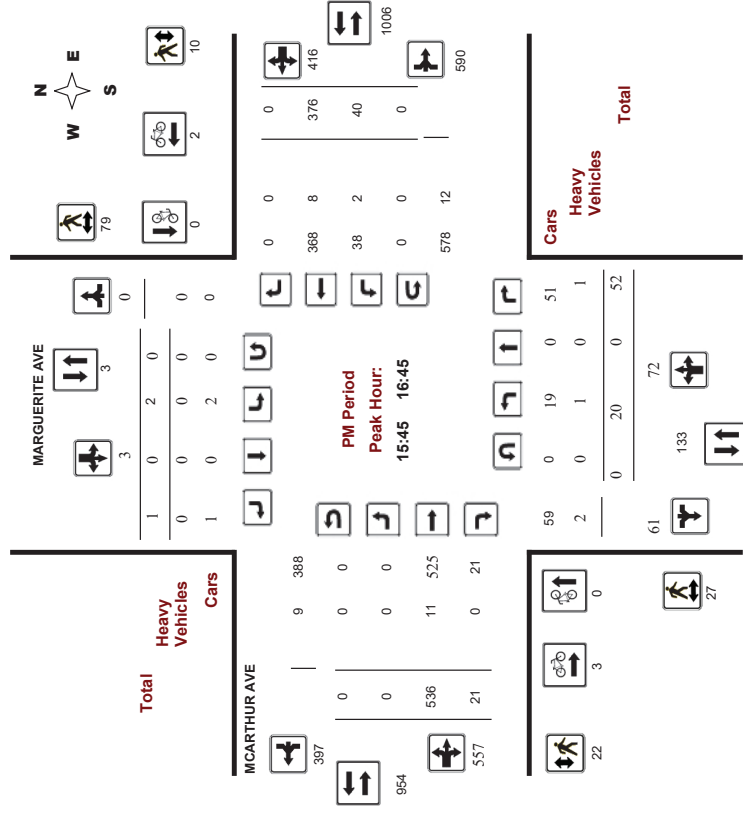 N
W E
S
MARGUERITE AVE
79
10
0
2
3
3
0
1 0 2 0
0 0 0 0 0
1 0 2 0 0
Total
Heavy
Vehicles
Cars
1006
416
0 0 0
368 8 376
38 2 40
0 0 0
578 12
590
PM Period
Peak Hour:
15:45 16:45
MCARTHUR AVE
397
9 388
0 0 0
0 0 0
536 11 525
21 0 21
954
557
Cars
Heavy
Vehicles
Total
59 0 19 0 51
2 0 1 0 1
0 20 0 52
61
72
133
22
3
0
27